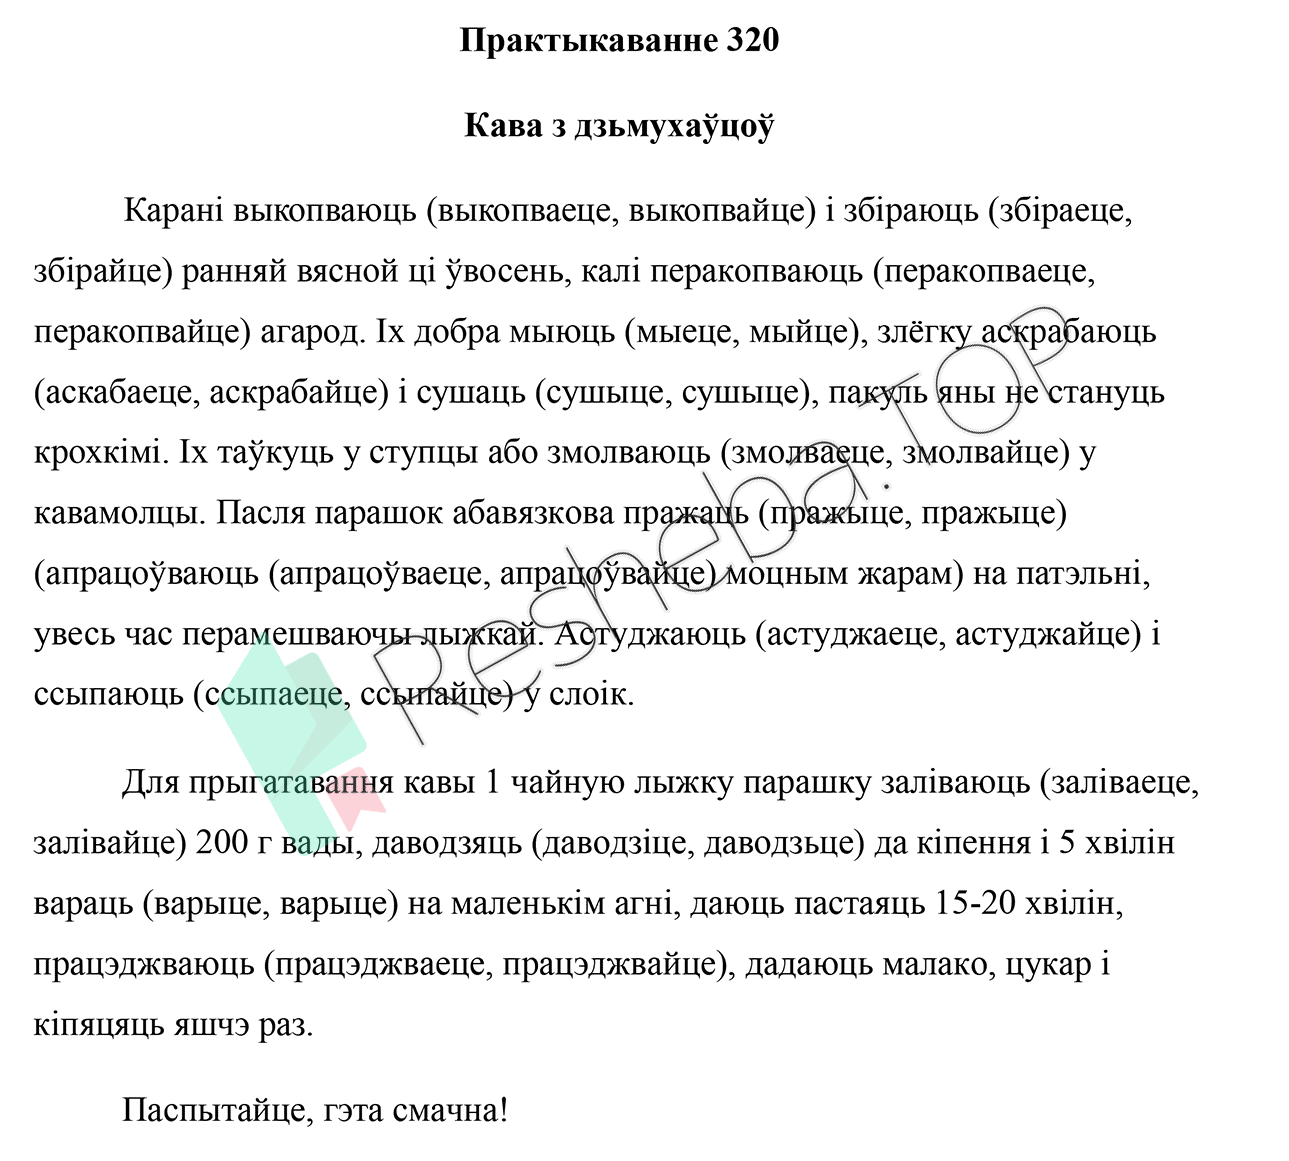 Практыкаванне 320
Кава з дзьмухаўцоў
Карані выкопваюць (выкопваеце, выкопвайце) і збіраюць (збіраеце,
збірайце) ранняй вясной ці ўвосень, калі перакопваюць (перакопваеце,
перакопвайце) агарод. Іх добра мыюць (мыеце, мыйце), злёгку аскрабаюць
(аскабаеце, аскрабайце) і сушаць (сушыце, сушыце), пакуль яны не стануць
крохкімі. Іх таўкуць у ступцы або змолваюць (змолваеце, змолвайце) у
кавамолцы. Пасля парашок абавязкова пражаць (пражыце, пражыце)
(апрацоўваюць (апрацоўваеце, апрацоўвайце) моцным жарам) на патэльні,
увесь час перамешваючы лыжкай. Астуджаюць (астуджаеце, астуджайце) і
ссыпаюць (ссыпаеце, ссыпайце) у слоік.
Для прыгатавання кавы 1 чайную лыжку парашку заліваюць (заліваеце,
залівайце) 200 г вады, даводзяць (даводзіце, даводзьце) да кіпення і 5 хвілін
вараць (варыце, варыце) на маленькім агні, даюць пастаяць 15-20 хвілін,
працэджваюць (працэджваеце, працэджвайце), дадаюць малако, цукар і
кіпяцяць яшчэ раз.
Паспытайце, гэта смачна!
Resheba.TOP